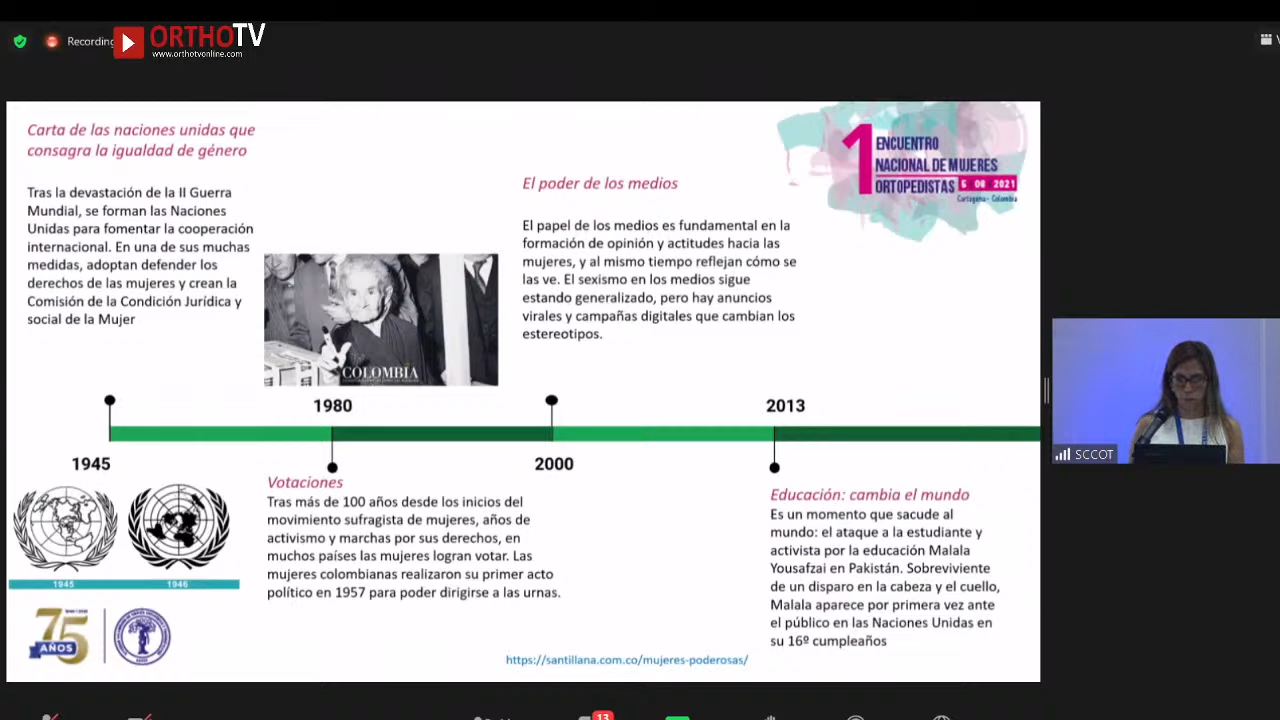 Recording
ORTHOTV
www.orthotvonline.com
Carta de las naciones unidas que
consagra la igualdad de género
Tras la devastación de la II Guerra
Mundial, se forman las Naciones
Unidas para fomentar la cooperación
internacional. En una de sus muchas
medidas, adoptan defender los
derechos de las mujeres y crean la
Comisión de la Condición Jurídica y
social de la Mujer
COLOMBIA
El poder de los medios
El papel de los medios es fundamental en la
formación de opinión y actitudes hacia las
mujeres, y al mismo tiempo reflejan cómo se
las ve. El sexismo en los medios sigue
estando generalizado, pero hay anuncios
virales y campañas digitales que cambian los
estereotipos.
1 ENCUENTRO
NACIONAL DE MUJERES
ORTOPEDISTAS 5 08 2021
Cartagena - Colombia
1980
2013
1945
2000
Votaciones
Tras más de 100 años desde los inicios del
movimiento sufragista de mujeres, años de
activismo y marchas por sus derechos, en
muchos países las mujeres logran votar. Las
mujeres colombianas realizaron su primer acto
político en 1957 para poder dirigirse a las urnas.
Educación: cambia el mundo
Es un momento que sacude al
mundo: el ataque a la estudiante y
activista por la educación Malala
Yousafzai en Pakistán. Sobreviviente
de un disparo en la cabeza y el cuello,
Malala aparece por primera vez ante
el público en las Naciones Unidas en
su 16º cumpleaños
1945
1946
75
AÑOS
https://santillana.com.co/mujeres-poderosas/
SCCOT
13